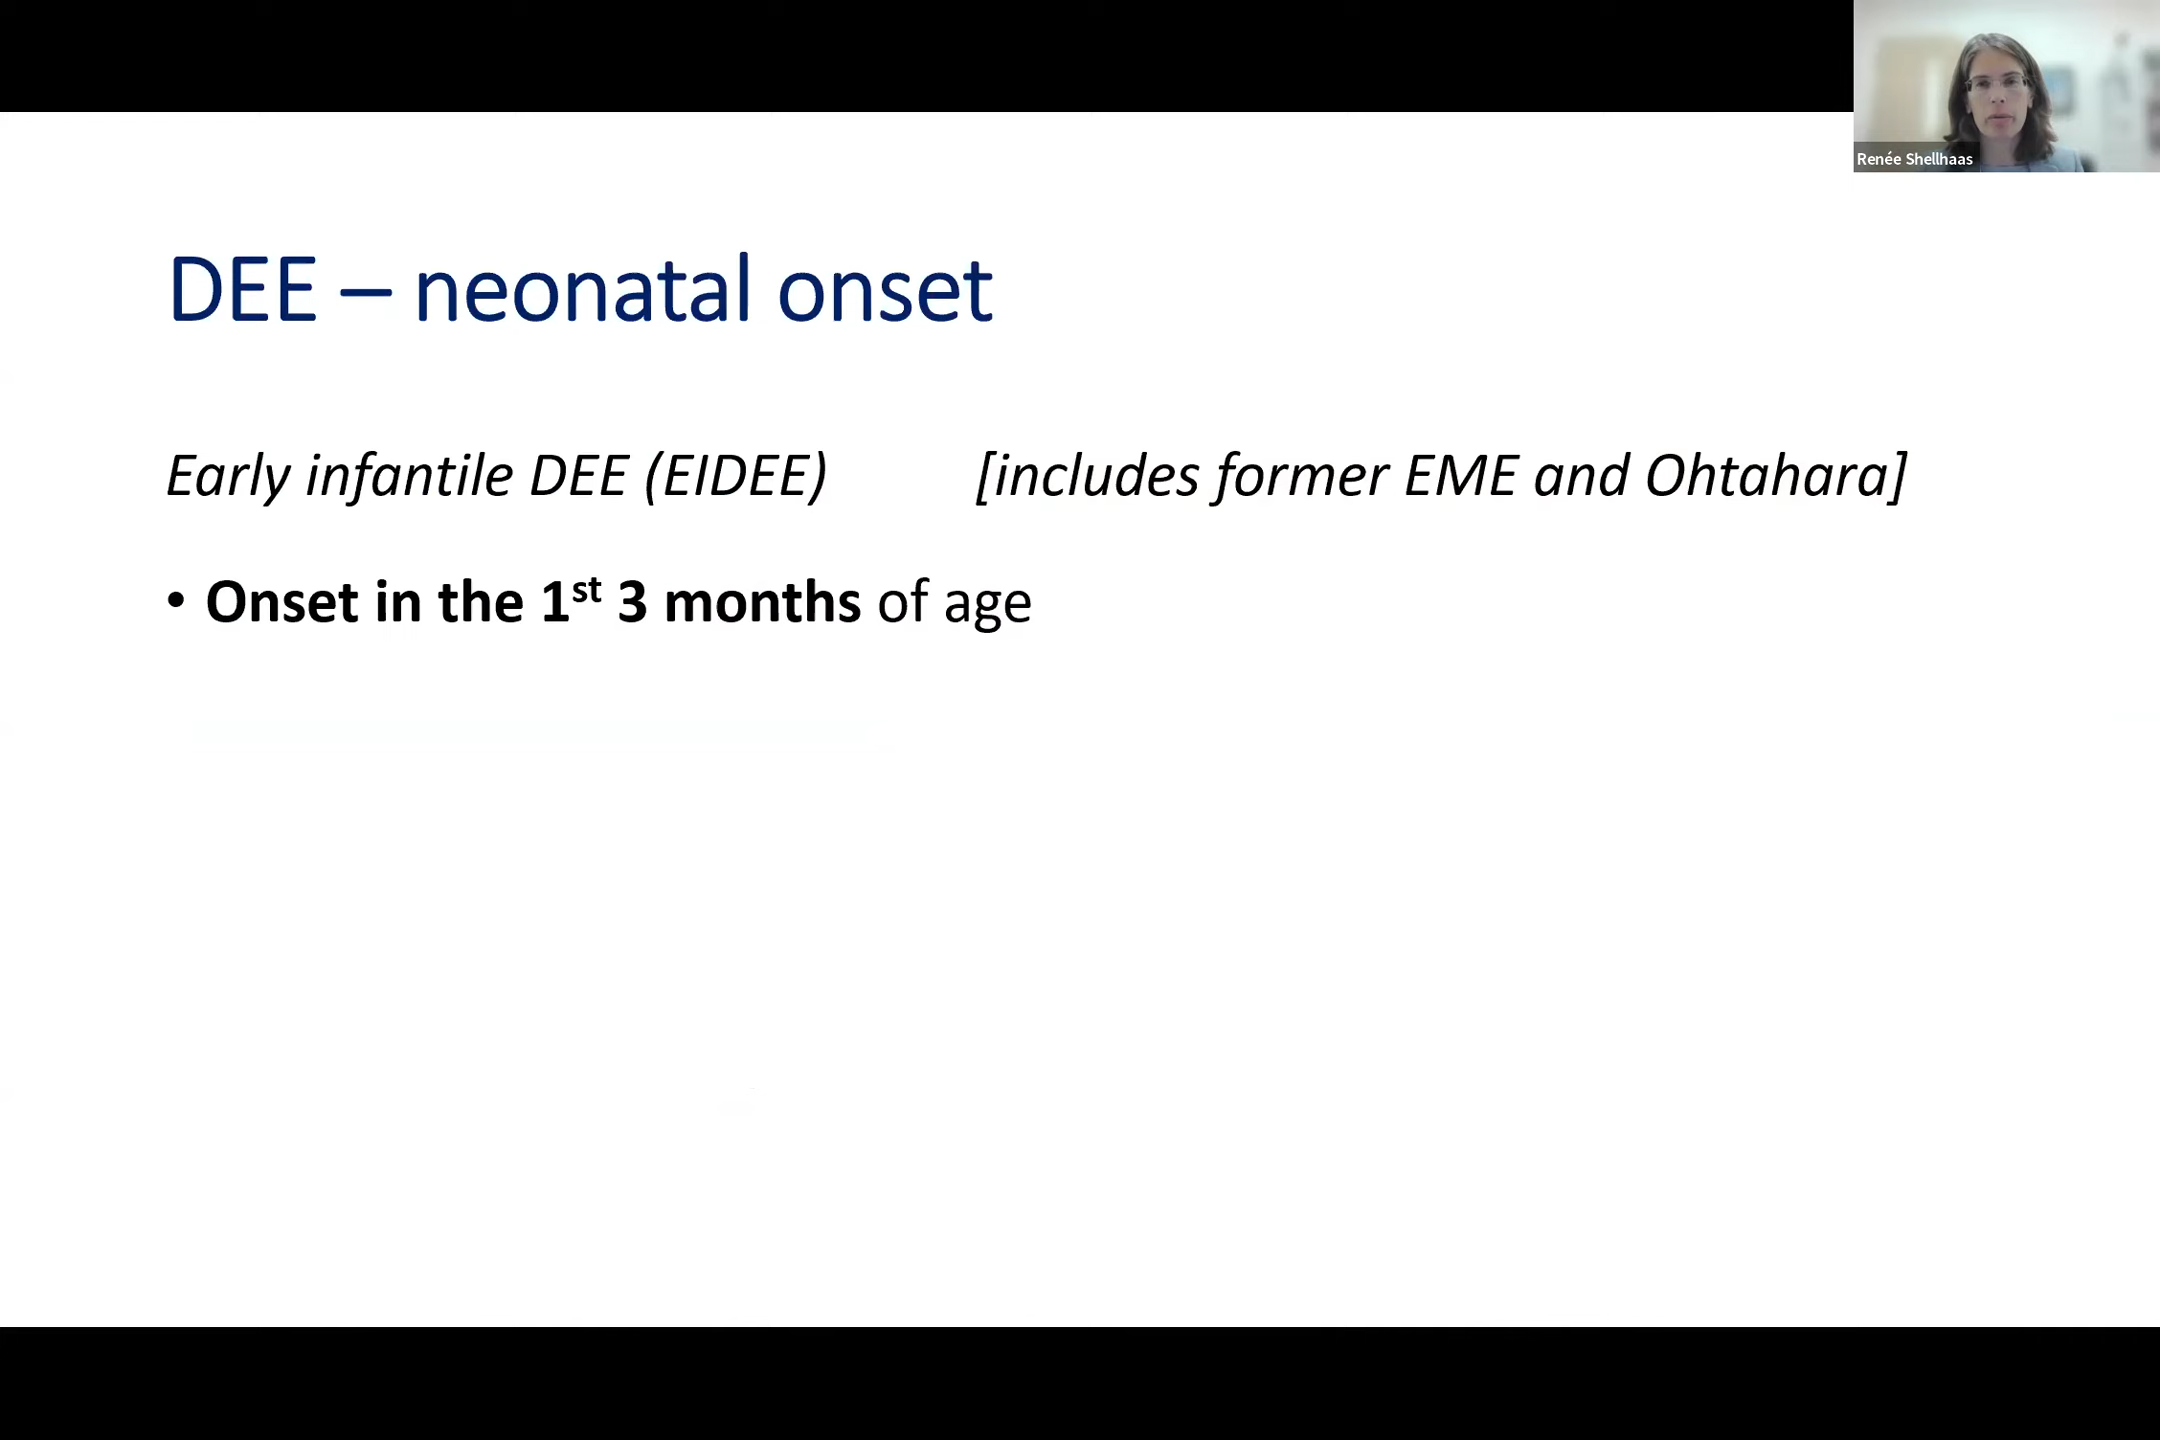 Renée Shellhaas
DEE – neonatal onset
Early infantile DEE (EIDEE) [includes former EME and Ohtahara]
• Onset in the 1st 3 months of age